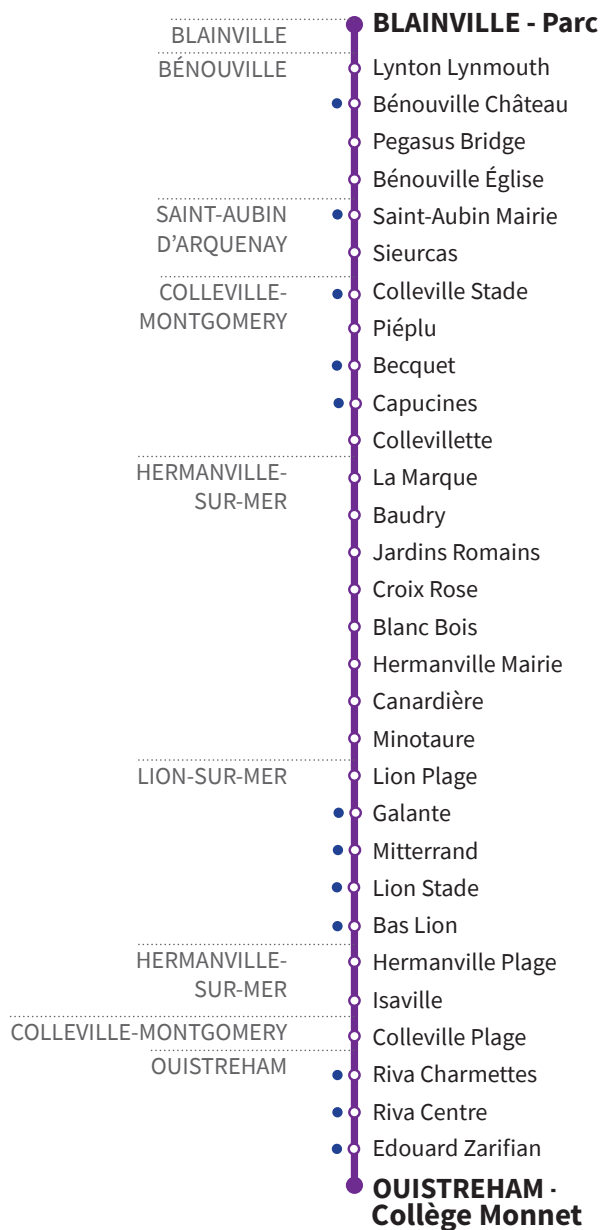 BLAINVILLE
BLAINVILLE - Parc
BÉNOUVILLE
Lynton Lynmouth
Bénouville Château
Pegasus Bridge
Bénouville Église
SAINT-AUBIN
D'ARQUENAY
Saint-Aubin Mairie
Sieurcas
COLLEVILLE-
MONTGOMERY
Colleville Stade
Piéplu
Becquet
Capucines
Collevillette
HERMANVILLE-
SUR-MER
La Marque
Baudry
Jardins Romains
Croix Rose
Blanc Bois
Hermanville Mairie
Canardière
Minotaure
LION-SUR-MER
Lion Plage
Galante
Mitterrand
Lion Stade
Bas Lion
HERMANVILLE-
SUR-MER
Hermanville Plage
Isaville
COLLEVILLE-MONTGOMERY
Colleville Plage
OUISTREHAM
Riva Charmettes
Riva Centre
Edouard Zarifian
OUISTREHAM -
Collège Monnet